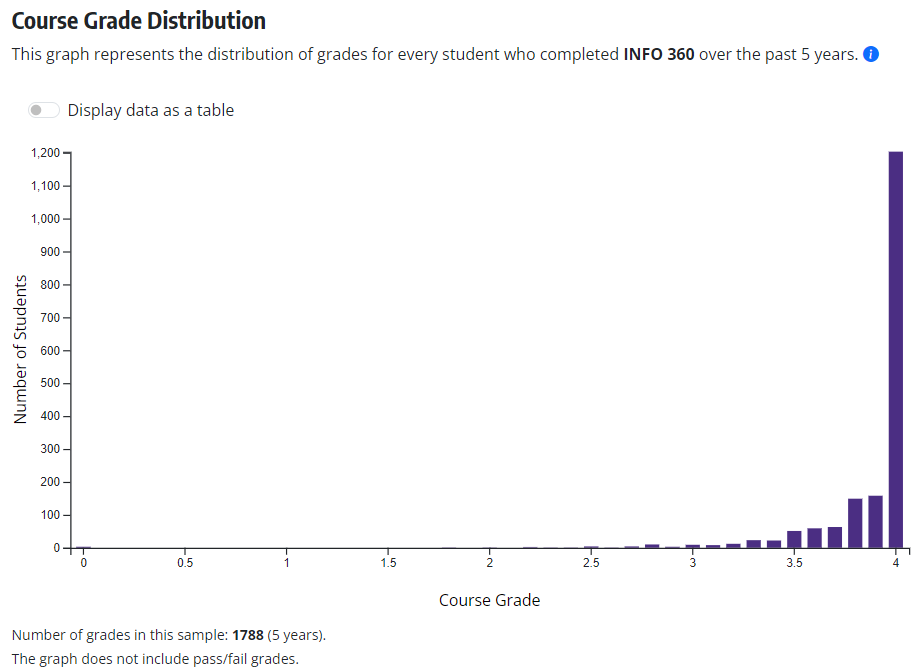 Course Grade Distribution
This graph represents the distribution of grades for every student who completed INFO 360 over the past 5 years. i
Display data as a table
1,200
1,100
1,000
900
800
700
600
500
400
300
200
100
0
Number of Students
0 0.5 1 1.5 2 2.5 3 3.5 4
Course Grade
Number of grades in this sample: 1788 (5 years).
The graph does not include pass/fail grades.